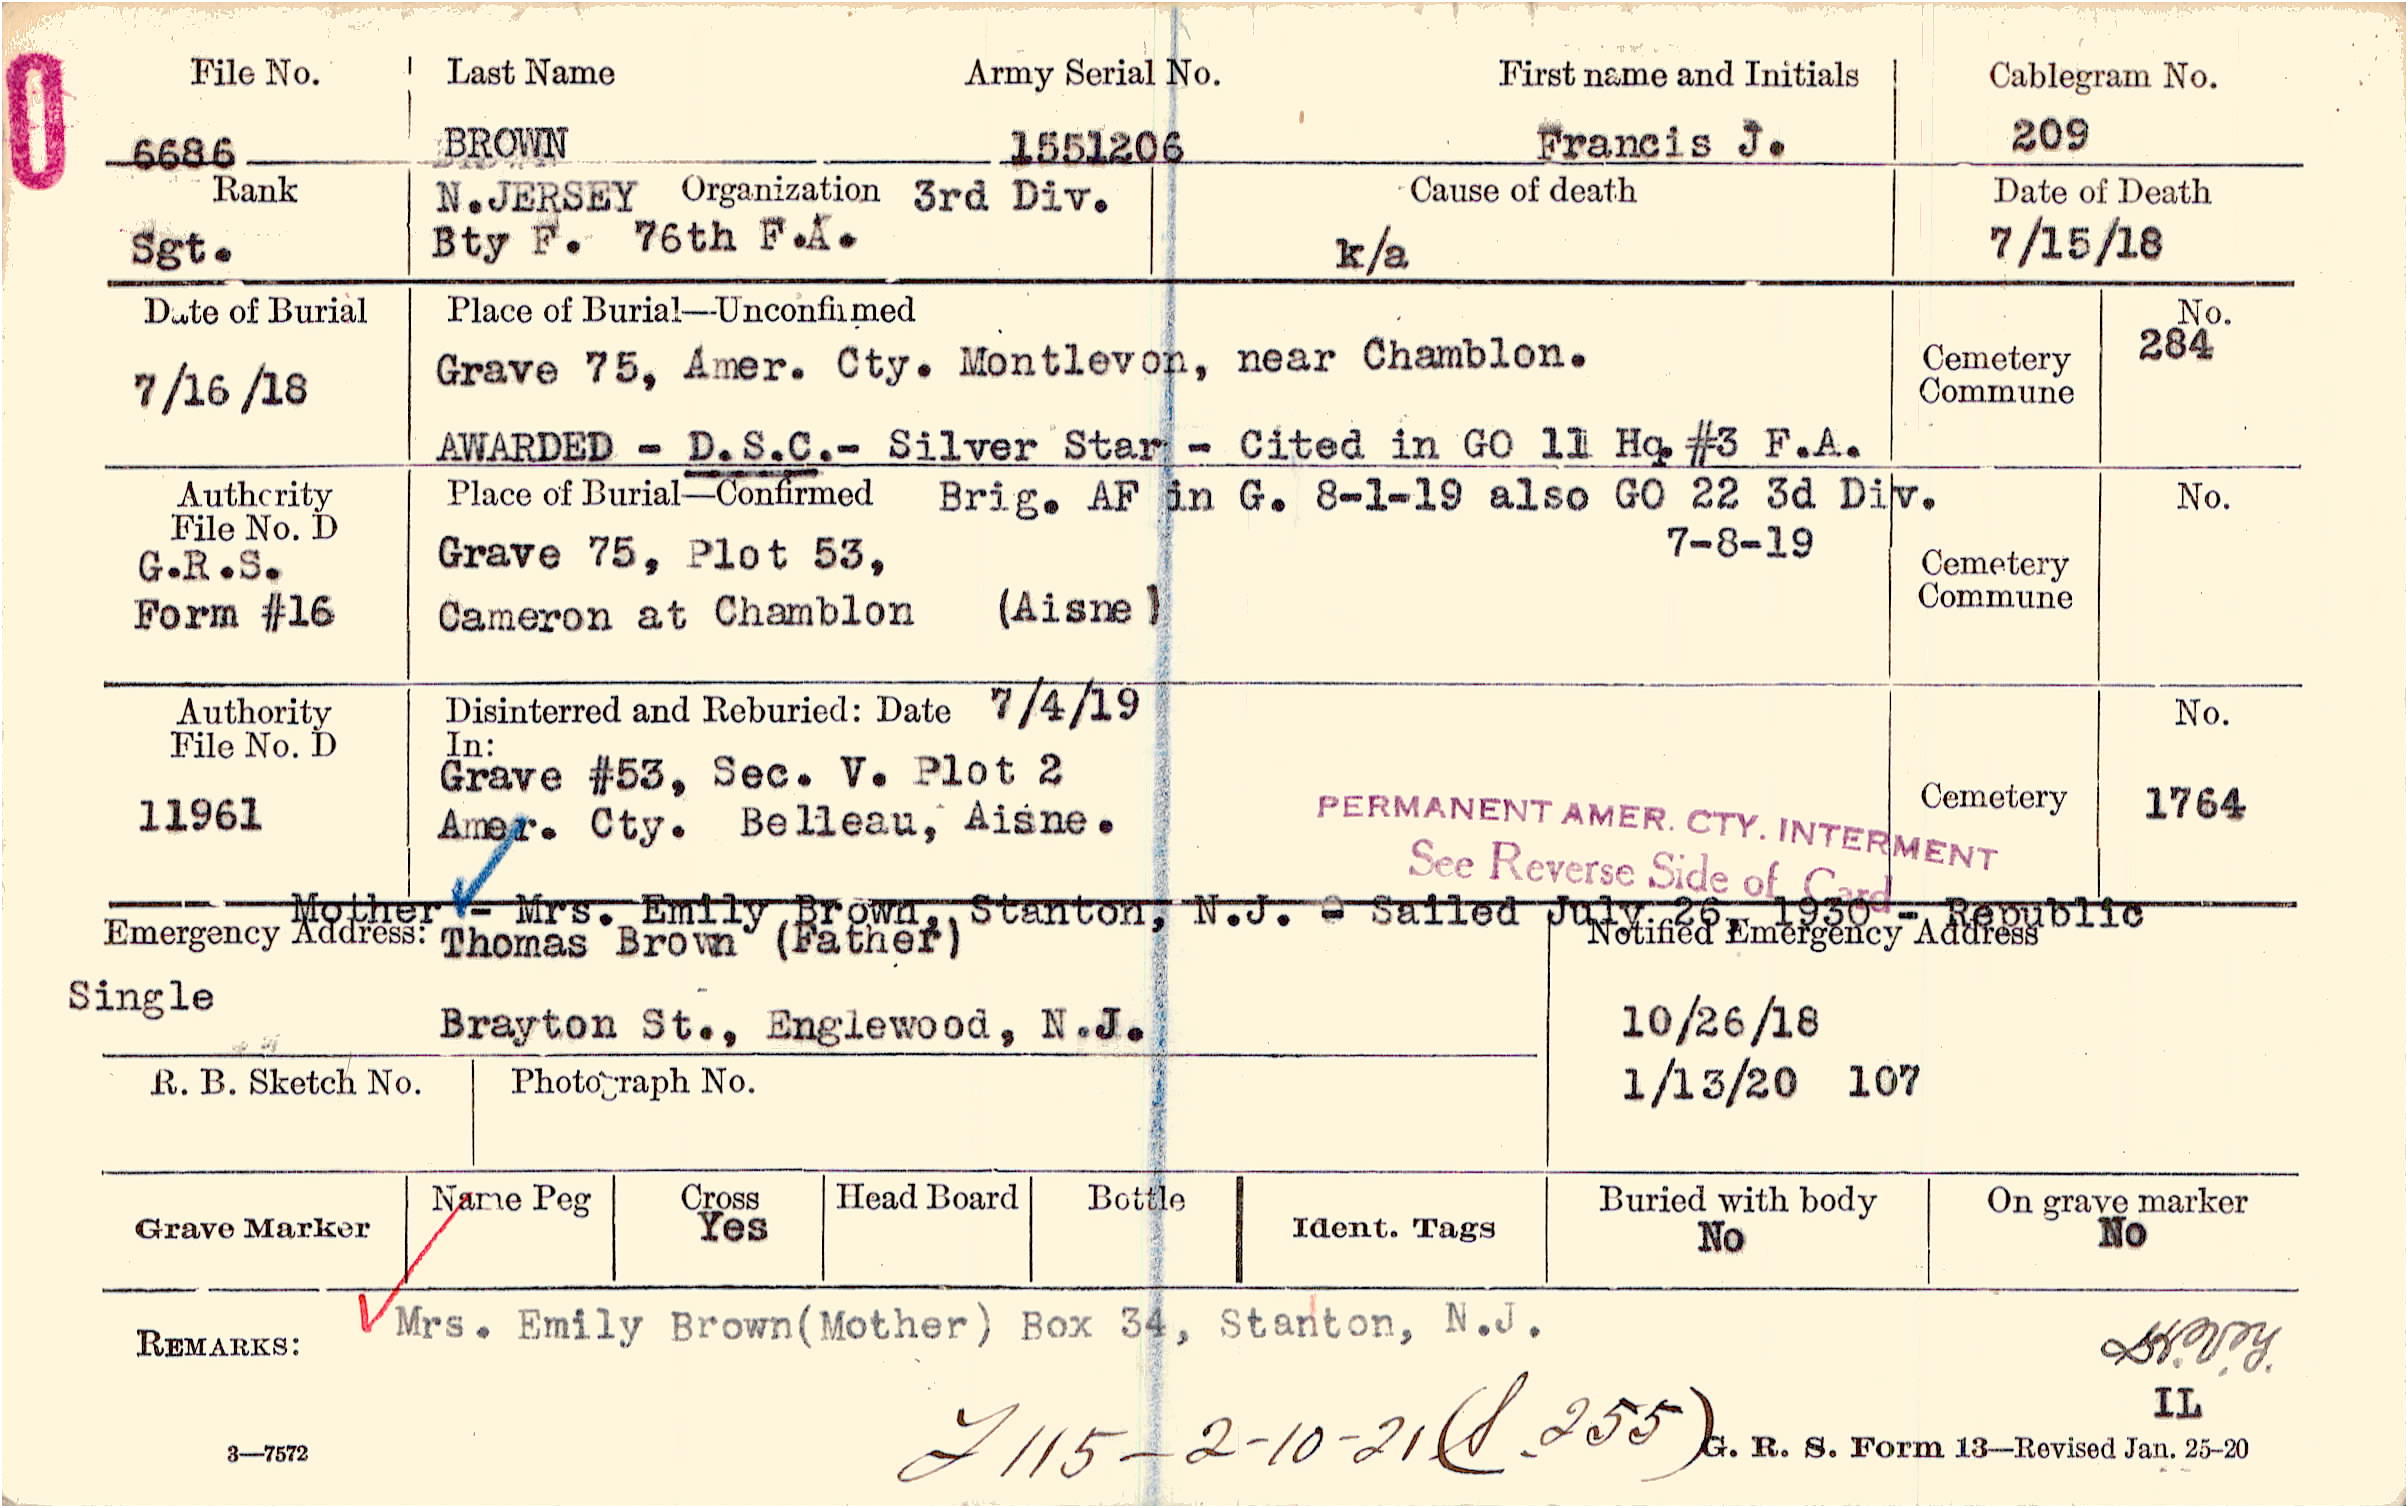 File No. Last Name Army Serial No. First name and Initials Cablegram No.
6686 BROWN 1551206 Francis J. 209
Rank N.JERSEY Organization 3rd Div. Cause of death Date of Death
Sgt. Bty F. 76th F.A. k/a 7/15/18
Date of Burial Place of Burial—Unconfirmed No.
284
7/16/18 Grave 75, Amer. Cty. Montlevon, near Chamblon. Cemetery
Commune
AWARDED - D.S.C.- Silver Star - Cited in GO 11 Hq. #3 F.A.
Authority Place of Burial—Confirmed Brig. AF in G. 8-1-19 also GO 22 3d Div. No.
File No. D 7-8-19
G.R.S. Grave 75, Plot 53, Cemetery
Form #16 Cameron at Chamblon (Aisne) Commune
Authority Disinterred and Reburied: Date 7/4/19 No.
File No. D In:
Grave #53, Sec. V. Plot 2
11961 Amer. Cty. Belleau, Aisne. Cemetery 1764
PERMANENT AMER. CTY. INTERMENT
See Reverse Side of Card
Mother - Mrs. Emily Brown, Stanton, N.J. - Sailed July 26, 1930 - Republic
Emergency Address: Thomas Brown (Father) Notified Emergency Address
Single
Brayton St., Englewood, N.J. 10/26/18
R. B. Sketch No. Photograph No. 1/13/20 107
Grave Marker Name Peg Cross Head Board Bottle Ident. Tags Buried with body On grave marker
Yes No No
REMARKS: Mrs. Emily Brown(Mother) Box 34, Stanton, N.J.
IL
115-2-10-21 ( 255)
3—7572 G. R. S. Form 13—Revised Jan. 25-20